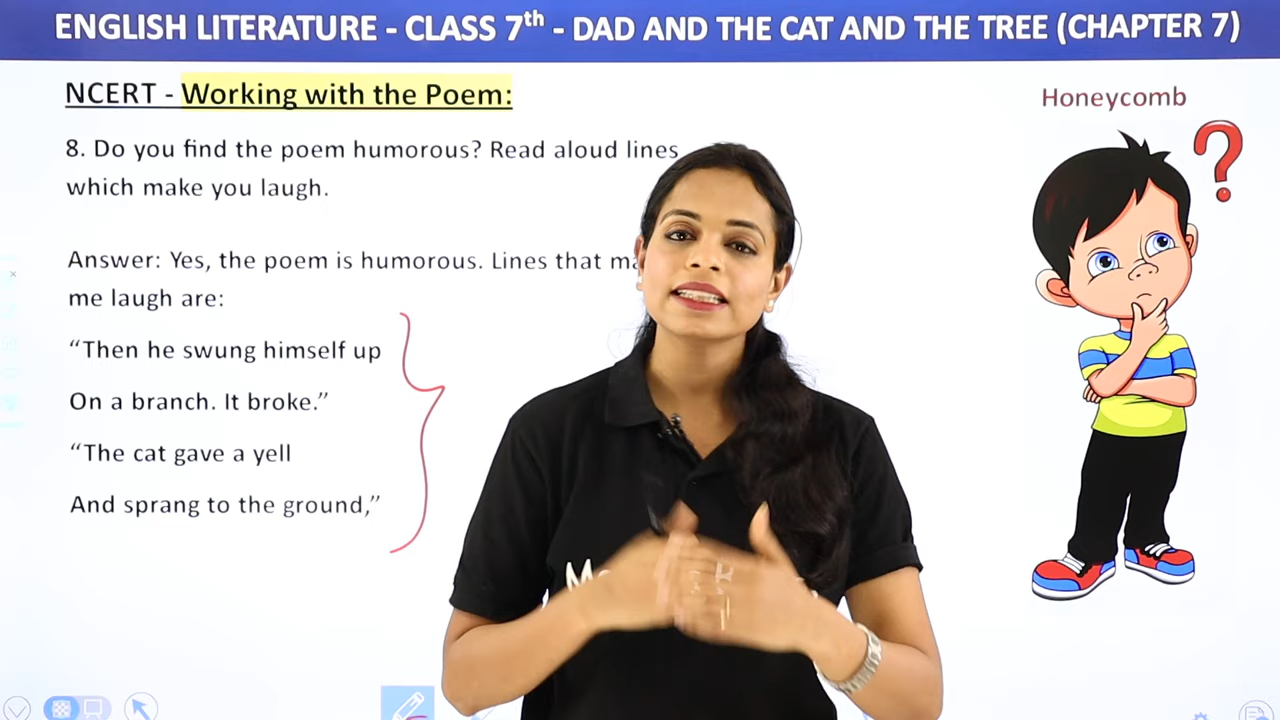 ENGLISH LITERATURE - CLASS 7th - DAD AND THE CAT AND THE TREE (CHAPTER 7)
NCERT - Working with the Poem:
Honeycomb
8. Do you find the poem humorous? Read aloud lines
which make you laugh.
Answer: Yes, the poem is humorous. Lines that
me laugh are:
“Then he swung himself up
On a branch. It broke.”
“The cat gave a yell
And sprang to the ground,”
?